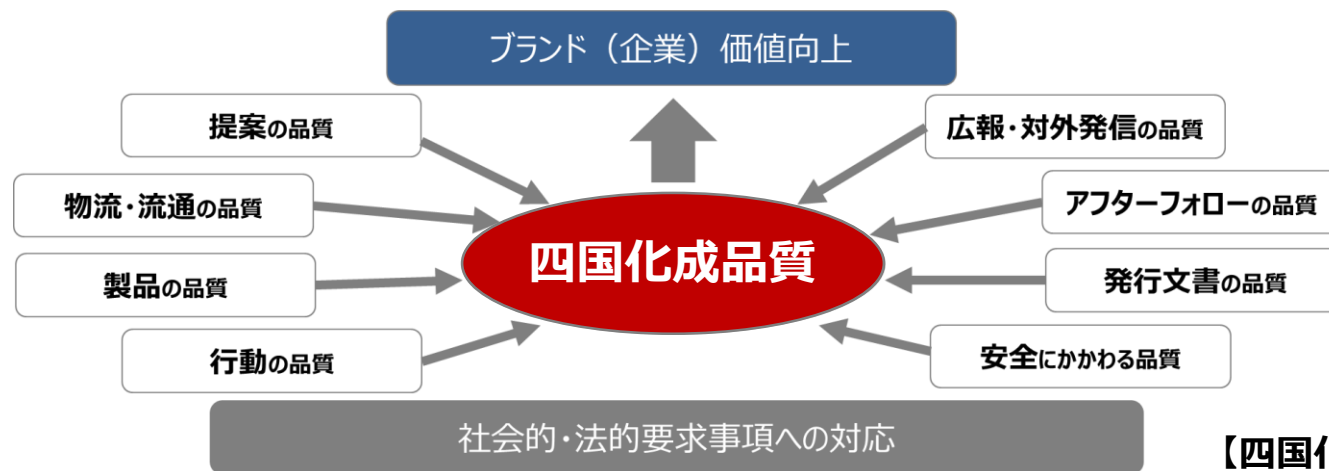 ブランド（企業）価値向上
提案の品質
広報・対外発信の品質
物流・流通の品質
アフターフォローの品質
四国化成品質
製品の品質
発行文書の品質
行動の品質
安全にかかわる品質
社会的・法的要求事項への対応
【四国